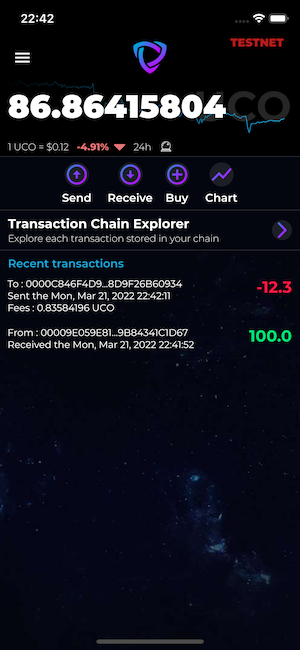 22:42
TESTNET
86.86415804 UCO
1 UCO = $0.12 -4.91% 24h
Send Receive Buy Chart
Transaction Chain Explorer
Explore each transaction stored in your chain
Recent transactions
To : 0000C846F4D9...8D9F26B60934
-12.3
Sent the Mon, Mar 21, 2022 22:42:11
Fees : 0.83584196 UCO
From : 00009E059E81...9B84341C1D67
100.0
Received the Mon, Mar 21, 2022 22:41:52